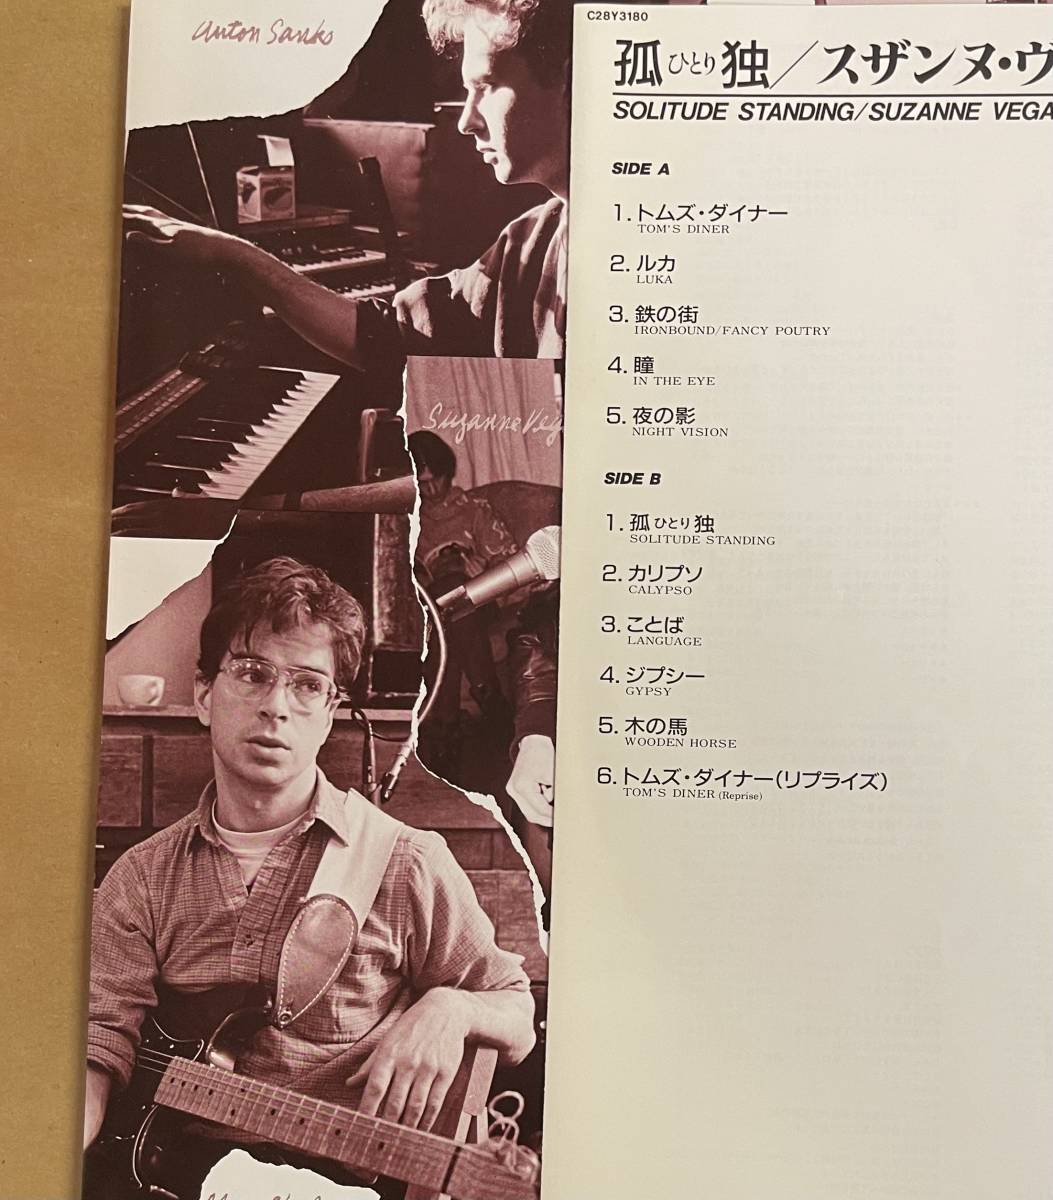 Anton Sanko
Suzanne Veg
C28Y3180
孤ひとり独／スザンヌ・ヴ
SOLITUDE STANDING/SUZANNE VEGA
SIDE A
1. トムズ・ダイナー
TOM'S DINER
2. ルカ
LUKA
3. 鉄の街
IRONBOUND/FANCY POUTRY
4. 瞳
IN THE EYE
5. 夜の影
NIGHT VISION
SIDE B
1. 孤ひとり独
SOLITUDE STANDING
2. カリプソ
CALYPSO
3. ことば
LANGUAGE
4. ジプシー
GYPSY
5. 木の馬
WOODEN HORSE
6. トムズ・ダイナー(リプライズ)
TOM'S DINER (Reprise)